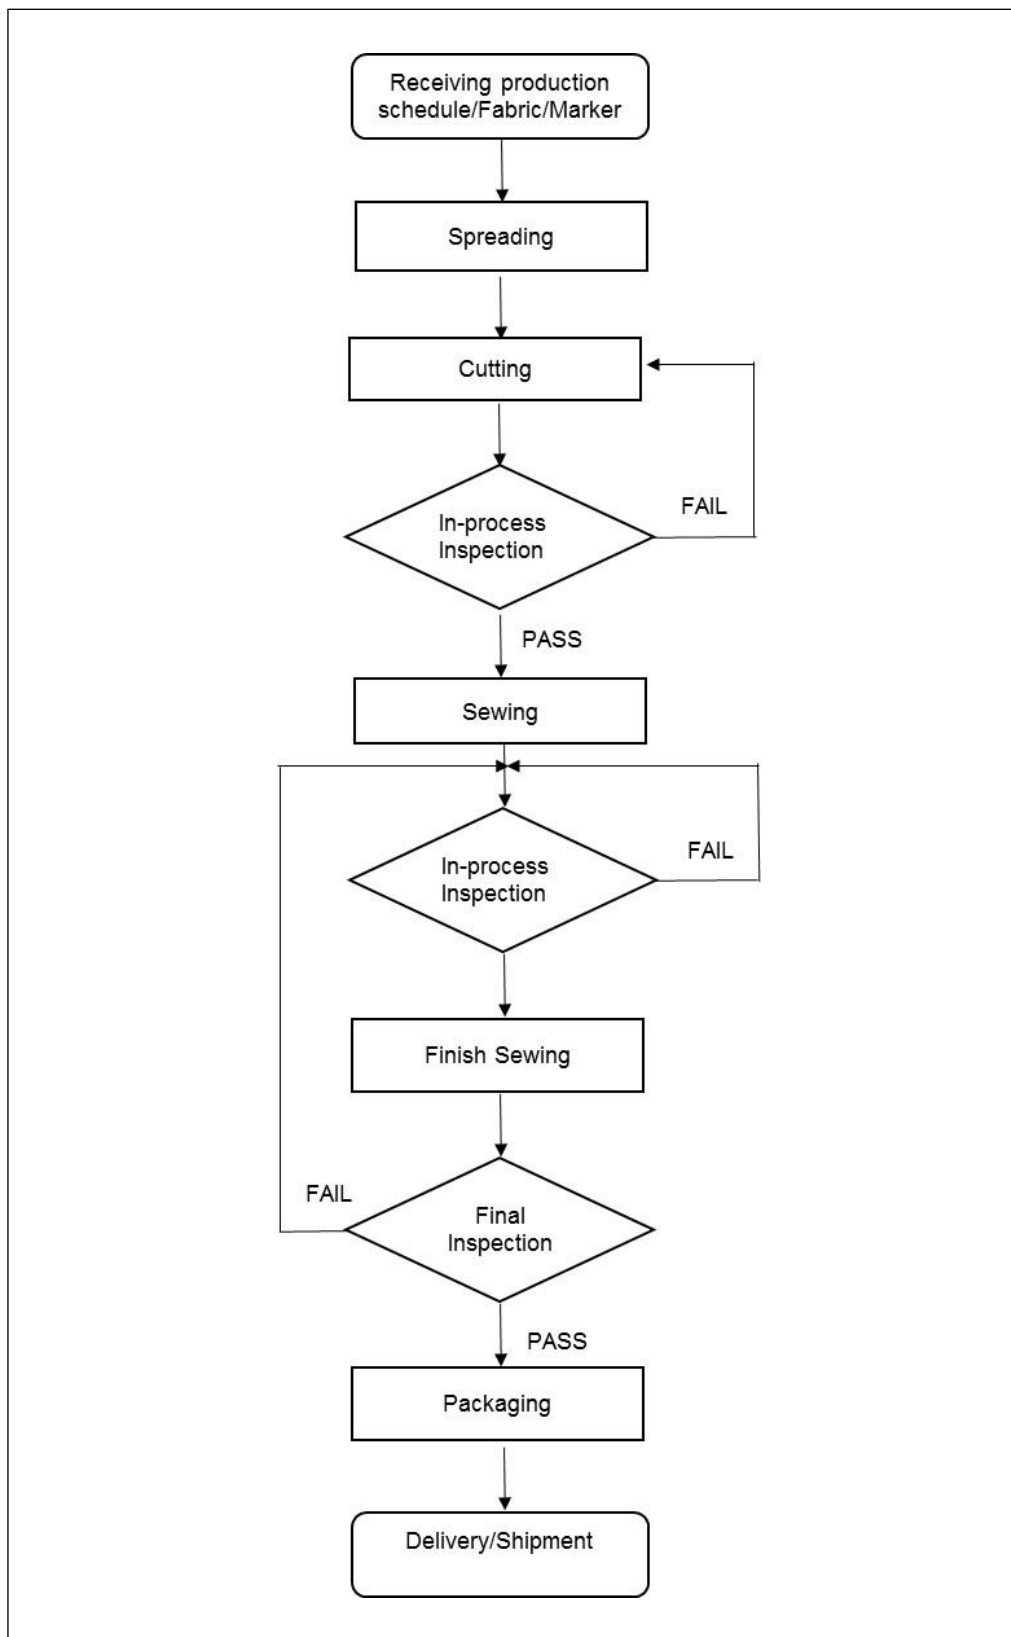 Receiving production
schedule/Fabric/Marker
Spreading
Cutting
In-process
Inspection
FAIL
PASS
Sewing
In-process
Inspection
FAIL
Finish Sewing
FAIL
Final
Inspection
PASS
Packaging
Delivery/Shipment